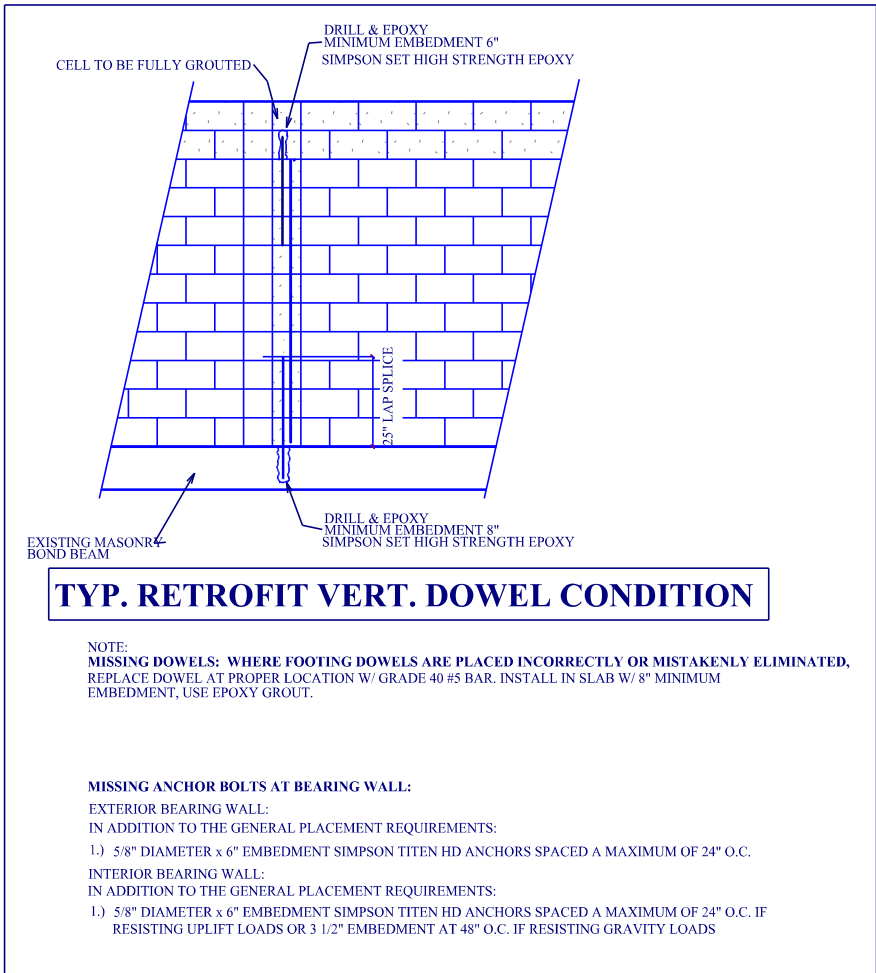 DRILL & EPOXY
MINIMUM EMBEDMENT 6"
SIMPSON SET HIGH STRENGTH EPOXY
CELL TO BE FULLY GROUTED
25" LAP SPLICE
DRILL & EPOXY
MINIMUM EMBEDMENT 8"
SIMPSON SET HIGH STRENGTH EPOXY
EXISTING MASONRY
BOND BEAM
TYP. RETROFIT VERT. DOWEL CONDITION
NOTE:
MISSING DOWELS: WHERE FOOTING DOWELS ARE PLACED INCORRECTLY OR MISTAKENLY ELIMINATED,
REPLACE DOWEL AT PROPER LOCATION W/ GRADE 40 #5 BAR. INSTALL IN SLAB W/ 8" MINIMUM
EMBEDMENT, USE EPOXY GROUT.
MISSING ANCHOR BOLTS AT BEARING WALL:
EXTERIOR BEARING WALL:
IN ADDITION TO THE GENERAL PLACEMENT REQUIREMENTS:
1.) 5/8" DIAMETER x 6" EMBEDMENT SIMPSON TITEN HD ANCHORS SPACED A MAXIMUM OF 24" O.C.
INTERIOR BEARING WALL:
IN ADDITION TO THE GENERAL PLACEMENT REQUIREMENTS:
1.) 5/8" DIAMETER x 6" EMBEDMENT SIMPSON TITEN HD ANCHORS SPACED A MAXIMUM OF 24" O.C. IF
RESISTING UPLIFT LOADS OR 3 1/2" EMBEDMENT AT 48" O.C. IF RESISTING GRAVITY LOADS